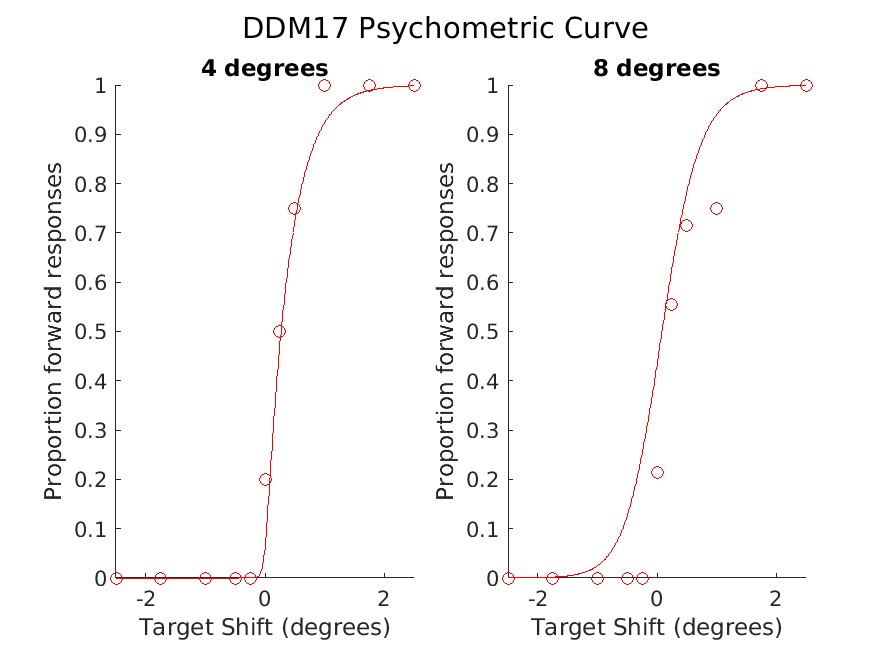 DDM17 Psychometric Curve
4 degrees
1
0.9
0.8
0.7
0.6
0.5
0.4
0.3
0.2
0.1
0
-2 0 2
Proportion forward responses
Target Shift (degrees)
8 degrees
1
0.9
0.8
0.7
0.6
0.5
0.4
0.3
0.2
0.1
0
-2 0 2
Proportion forward responses
Target Shift (degrees)